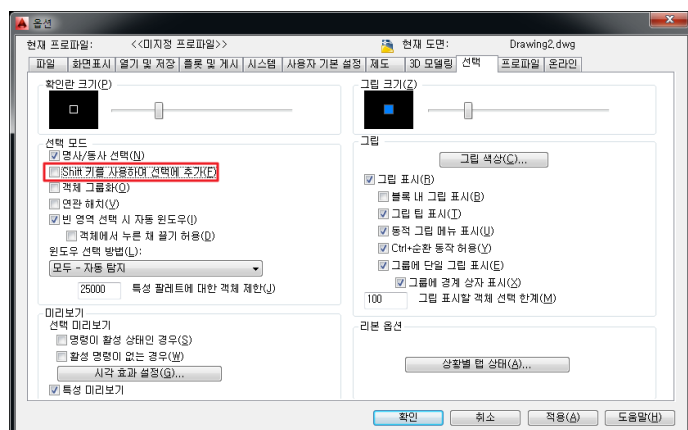 옵션
현재 프로파일: <<미지정 프로파일>> 현재 도면: Drawing2.dwg
파일 화면표시 열기 및 저장 플롯 및 게시 시스템 사용자 기본 설정 제도 3D 모델링 선택 프로파일 온라인
확인란 크기(P)
그립 크기(Z)
선택 모드
명사/동사 선택(N)
Shift 키를 사용하여 선택에 추가(F)
객체 그룹화(O)
연관 해치(V)
빈 영역 선택 시 자동 윈도우(I)
객체에서 누른 채 끌기 허용(D)
윈도우 선택 방법(L):
모두 - 자동 탐지
25000 특성 팔레트에 대한 객체 제한(J)
미리보기
선택 미리보기
명령이 활성 상태인 경우(S)
활성 명령이 없는 경우(W)
시각 효과 설정(G)...
특성 미리보기
그립
그립 색상(C)...
그립 표시(R)
블록 내 그립 표시(B)
그립 팁 표시(T)
동적 그립 메뉴 표시(U)
Ctrl+순환 동작 허용(Y)
그룹에 단일 그립 표시(E)
그룹에 경계 상자 표시(X)
100 그립 표시할 객체 선택 한계(M)
리본 옵션
상황별 탭 상태(A)...
확인 취소 적용(A) 도움말(H)